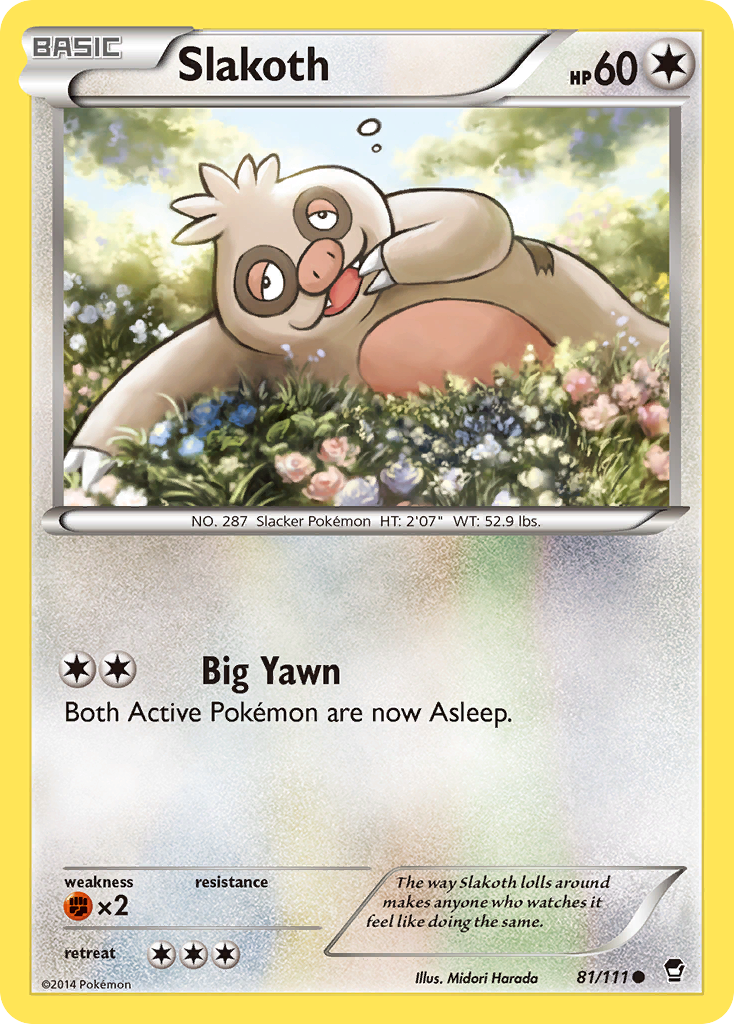 BASIC
Slakoth
HP60
NO. 287 Slacker Pokémon HT: 2'07" WT: 52.9 lbs.
Big Yawn
Both Active Pokémon are now Asleep.
weakness
resistance
×2
The way Slakoth lolls around
makes anyone who watches it
feel like doing the same.
retreat
©2014 Pokémon
Illus. Midori Harada
81/111